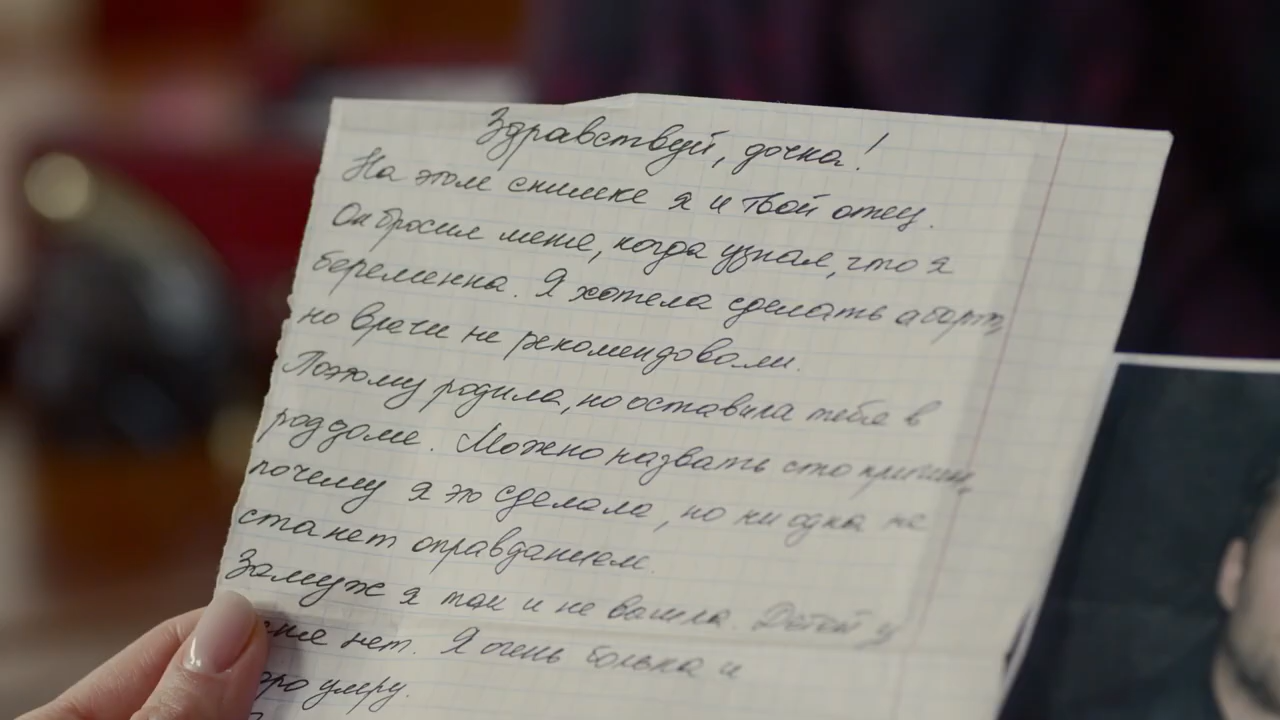 Здравствуй, дочка!
На этом снимке я и твой отец.
Он бросил меня, когда узнал, что я
беременна. Я хотела сделать аборт,
но врачи не рекомендовали.
Поэтому родила, но оставила тебя в
роддоме. Можно назвать сто причин,
почему я это сделала, но ни одна не
станет оправданием.
Замуж я так и не вышла. Детей у
меня нет. Я очень больна и
скоро умру.